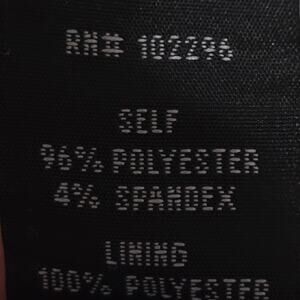 RN# 102296
SELF
96% POLYESTER
4% SPANDEX
LINING
100% POLYESTER